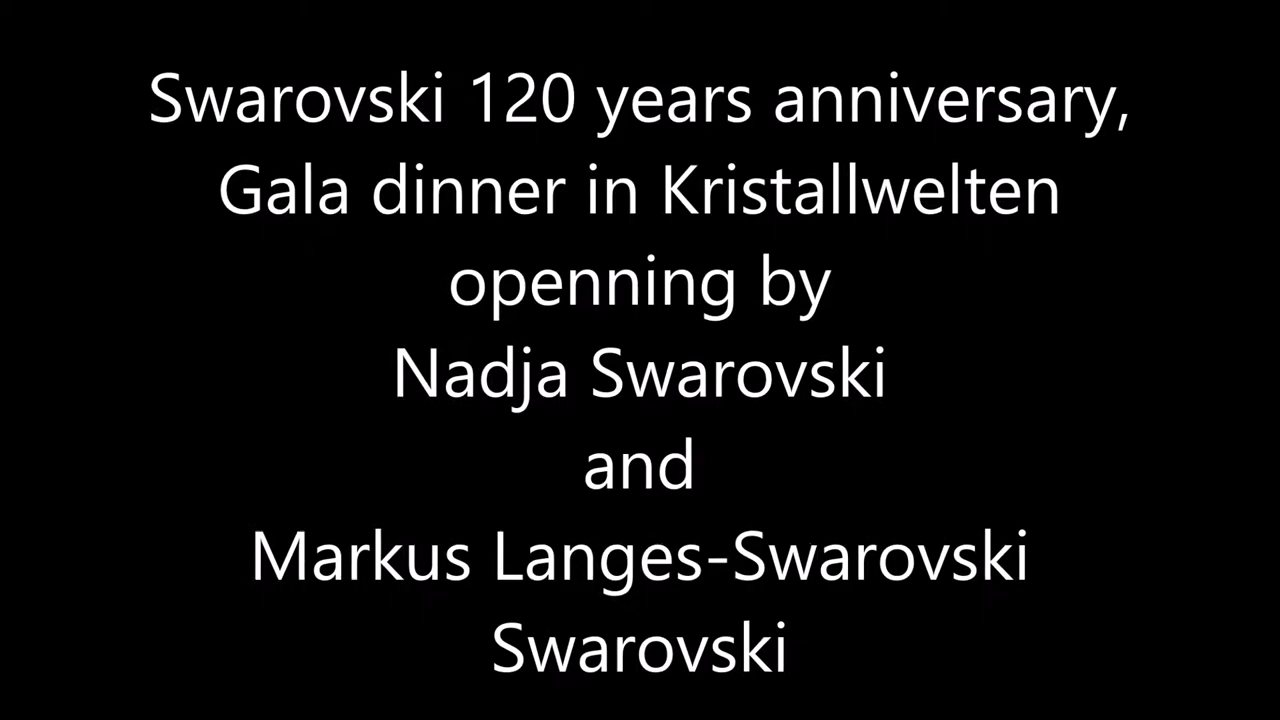 Swarovski 120 years anniversary,
Gala dinner in Kristallwelten
openning by
Nadja Swarovski
and
Markus Langes-Swarovski
Swarovski